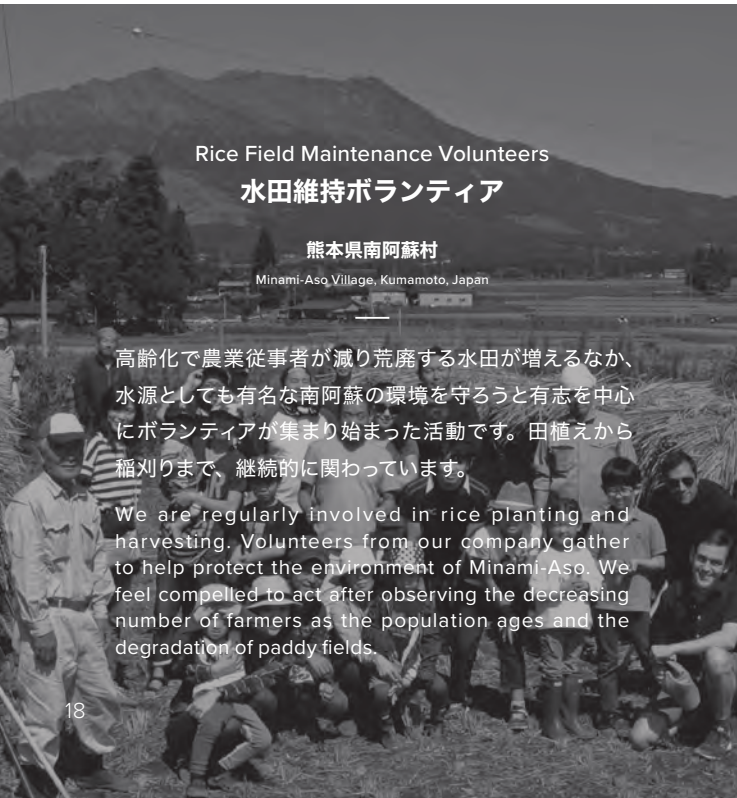 Rice Field Maintenance Volunteers
水田維持ボランティア
熊本県南阿蘇村
Minami-Aso Village, Kumamoto, Japan
高齢化で農業従事者が減り荒廃する水田が増えるなか、
水源としても有名な南阿蘇の環境を守ろうと有志を中心
にボランティアが集まり始まった活動です。田植えから
稲刈りまで、継続的に関わっています。
We are regularly involved in rice planting and
harvesting. Volunteers from our company gather
to help protect the environment of Minami-Aso. We
feel compelled to act after observing the decreasing
number of farmers as the population ages and the
degradation of paddy fields.
18